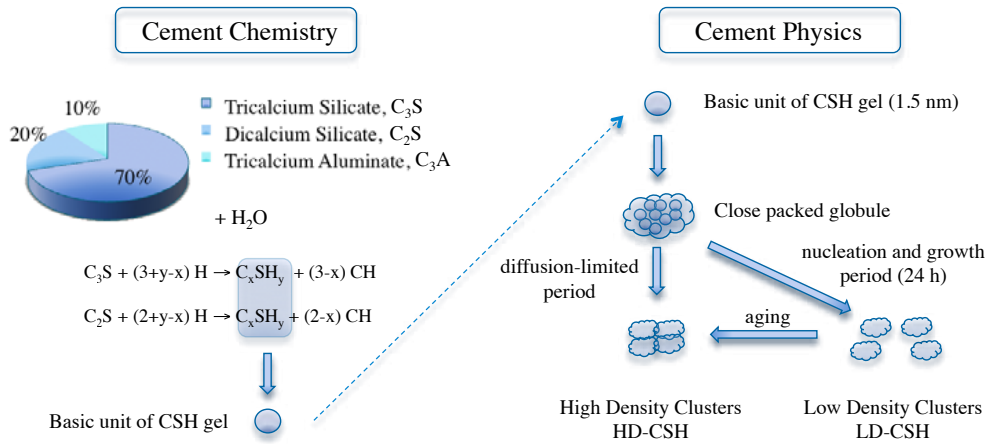 Cement Chemistry
10%
20%
70%
Tricalcium Silicate, C₃S
Dicalcium Silicate, C₂S
Tricalcium Aluminate, C₃A
+ H₂O
C₃S + (3+y-x) H → CₓSHᵧ + (3-x) CH
C₂S + (2+y-x) H → CₓSHᵧ + (2-x) CH
Basic unit of CSH gel
Cement Physics
Basic unit of CSH gel (1.5 nm)
Close packed globule
diffusion-limited
period
nucleation and growth
period (24 h)
aging
High Density Clusters
HD-CSH
Low Density Clusters
LD-CSH